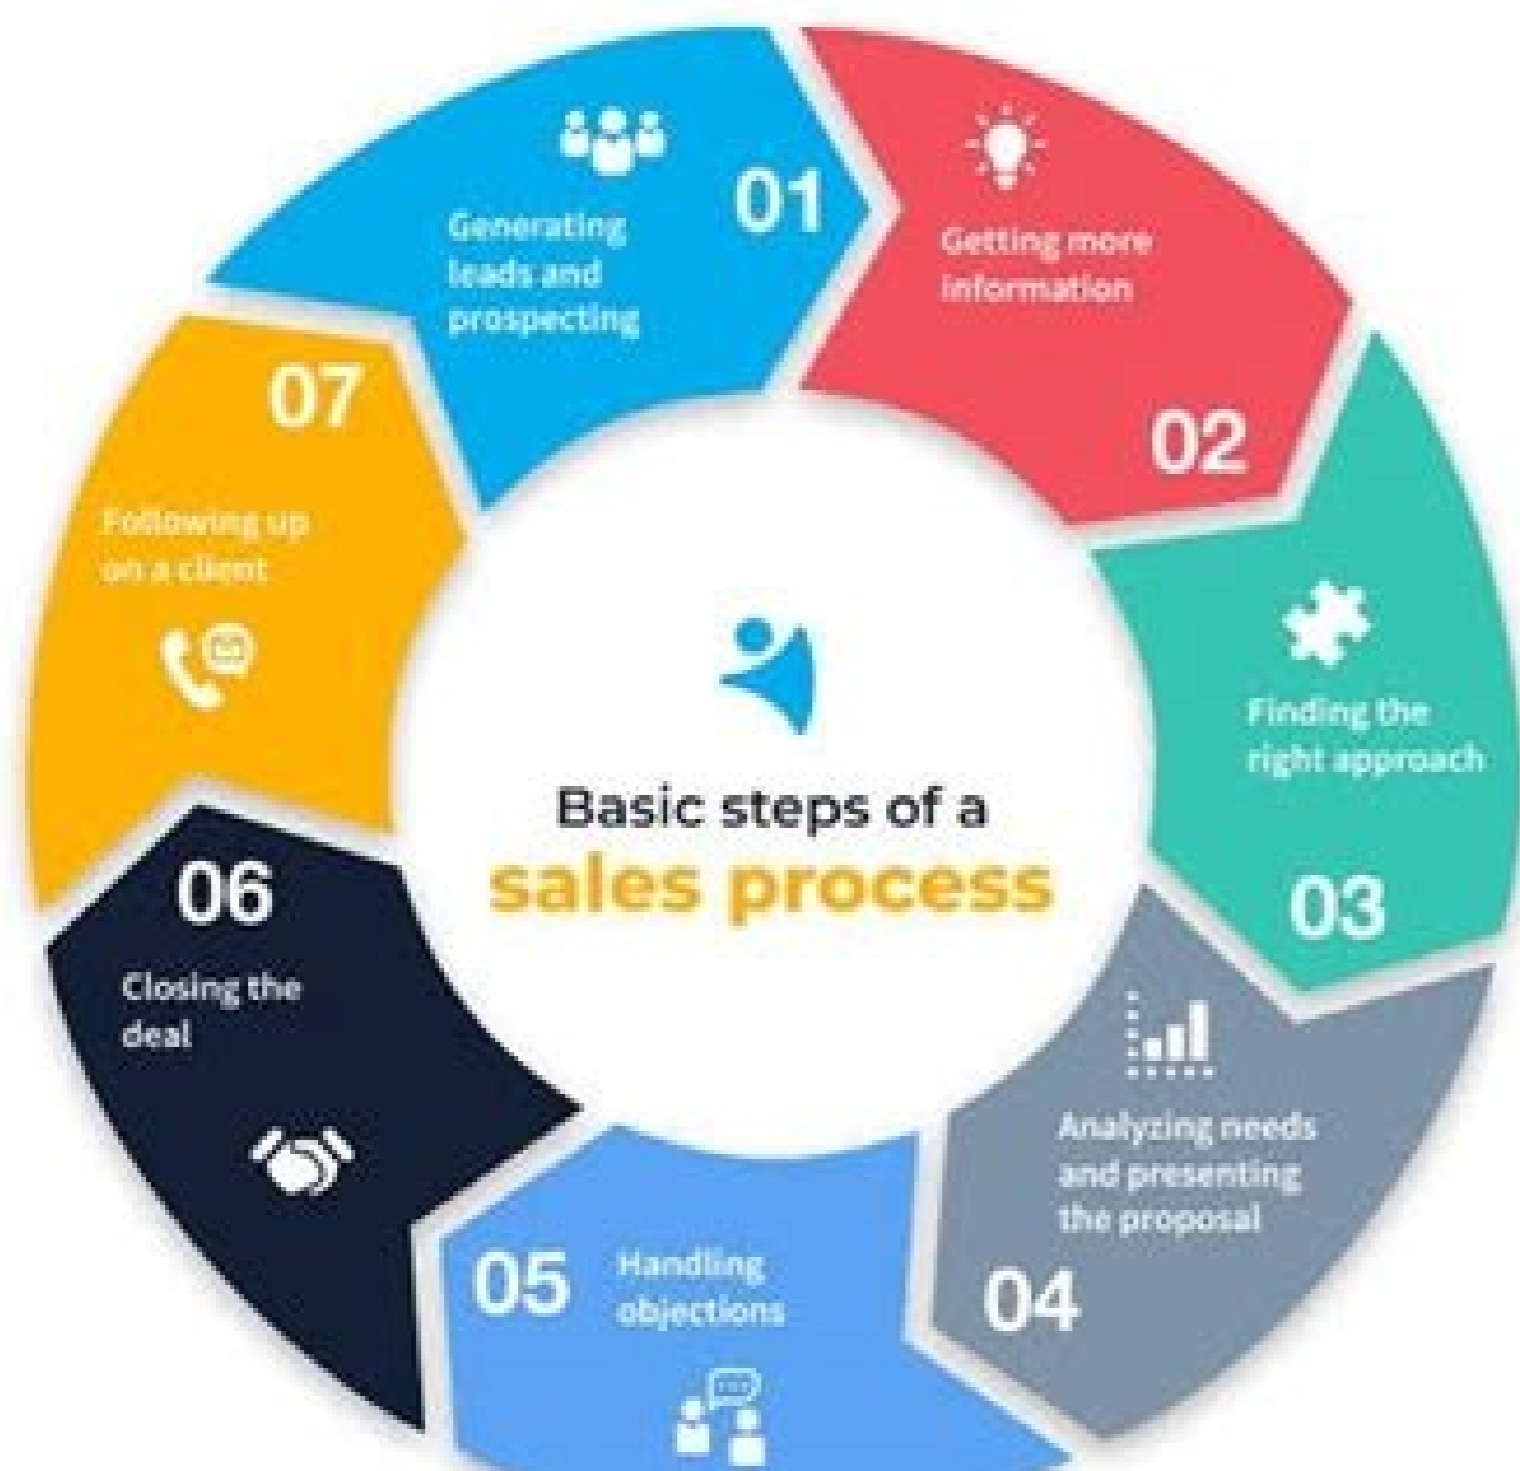 01
Generating
leads and
prospecting
Getting more
information
02
Finding the
right approach
03
Analyzing needs
and presenting
the proposal
04
05
Handling
objections
06
Closing the
deal
07
Following up
on a client
Basic steps of a
sales process